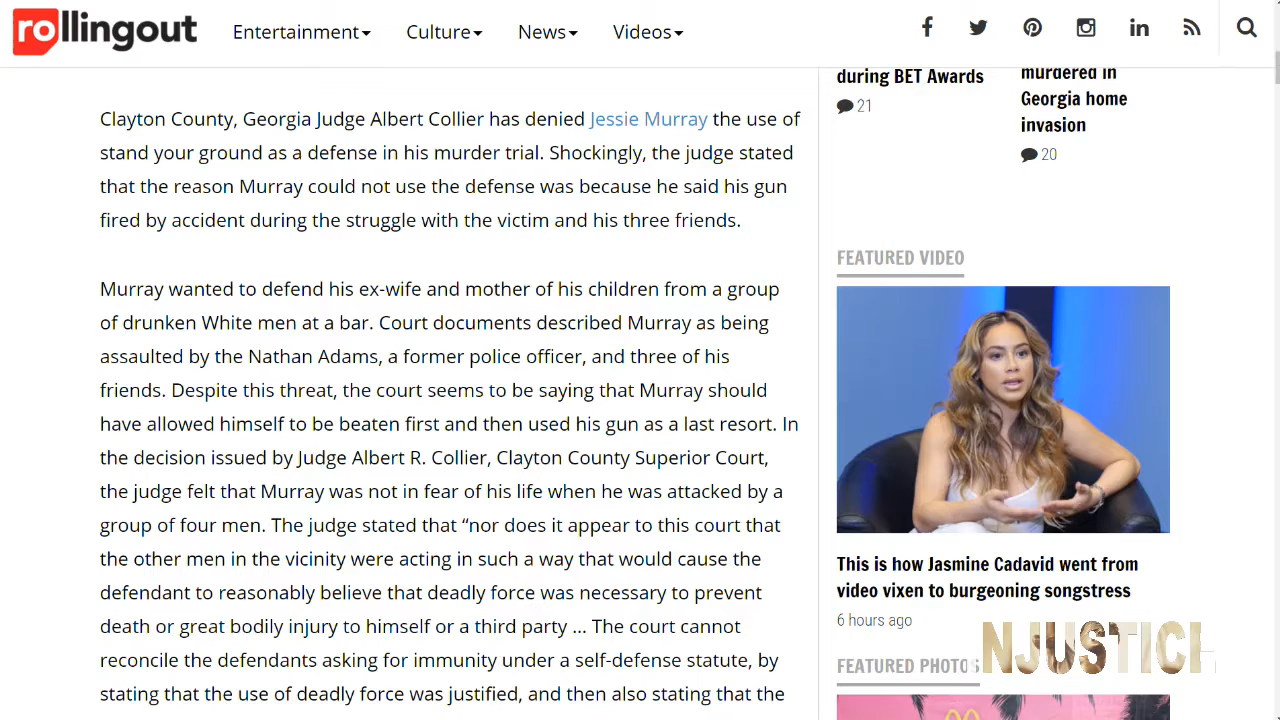 rollingout
Entertainment
Culture
News
Videos
Clayton County, Georgia Judge Albert Collier has denied Jessie Murray the use of
stand your ground as a defense in his murder trial. Shockingly, the judge stated
that the reason Murray could not use the defense was because he said his gun
fired by accident during the struggle with the victim and his three friends.
Murray wanted to defend his ex-wife and mother of his children from a group
of drunken White men at a bar. Court documents described Murray as being
assaulted by the Nathan Adams, a former police officer, and three of his
friends. Despite this threat, the court seems to be saying that Murray should
have allowed himself to be beaten first and then used his gun as a last resort. In
the decision issued by Judge Albert R. Collier, Clayton County Superior Court,
the judge felt that Murray was not in fear of his life when he was attacked by a
group of four men. The judge stated that “nor does it appear to this court that
the other men in the vicinity were acting in such a way that would cause the
defendant to reasonably believe that deadly force was necessary to prevent
death or great bodily injury to himself or a third party ... The court cannot
reconcile the defendants asking for immunity under a self-defense statute, by
stating that the use of deadly force was justified, and then also stating that the
during BET Awards
21
murdered in
Georgia home
invasion
20
FEATURED VIDEO
This is how Jasmine Cadavid went from
video vixen to burgeoning songstress
6 hours ago
FEATURED PHOTOS
NJUSTICE